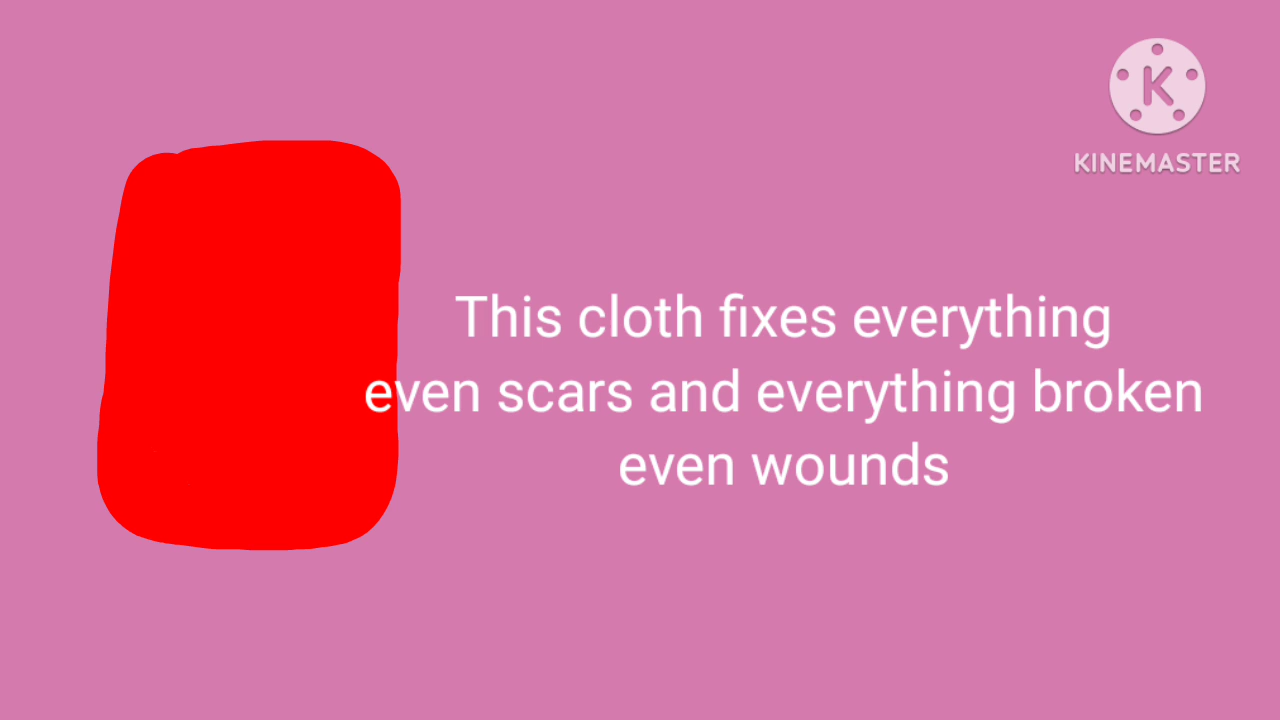 K
KINEMASTER
This cloth fixes everything
even scars and everything broken
even wounds